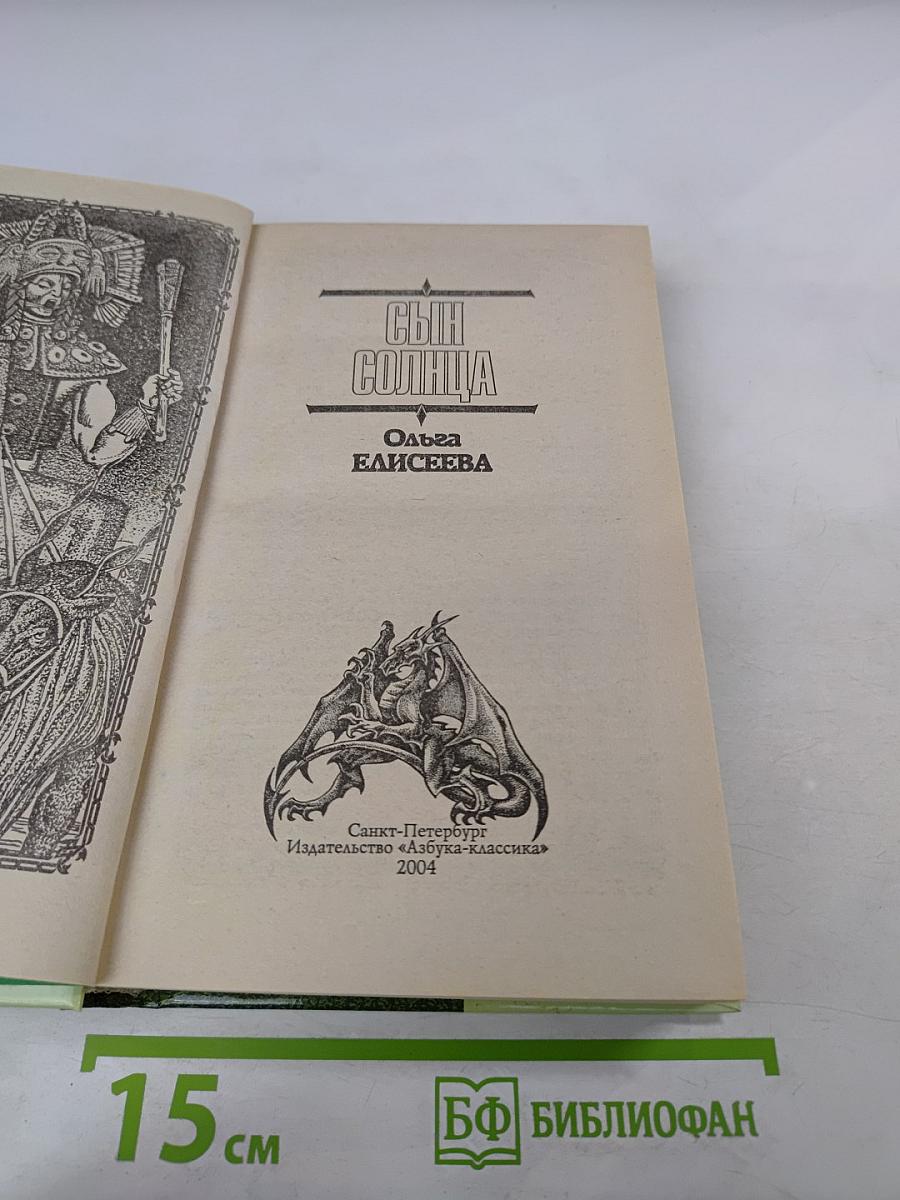 СЫН
СОЛНЦА
Ольга
ЕЛИСЕЕВА
Санкт-Петербург
Издательство «Азбука-классика»
2004
15 см
БФ БИБЛИОФАН